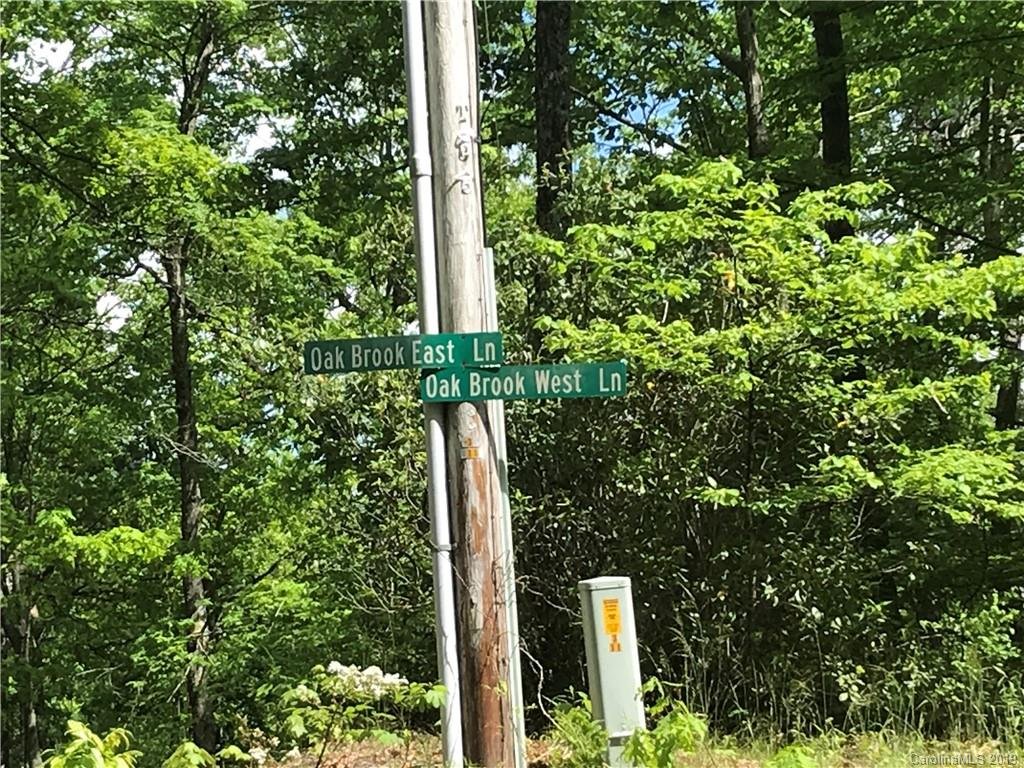 Oak Brook East Ln
Oak Brook West Ln
CarolinaMLS 2019